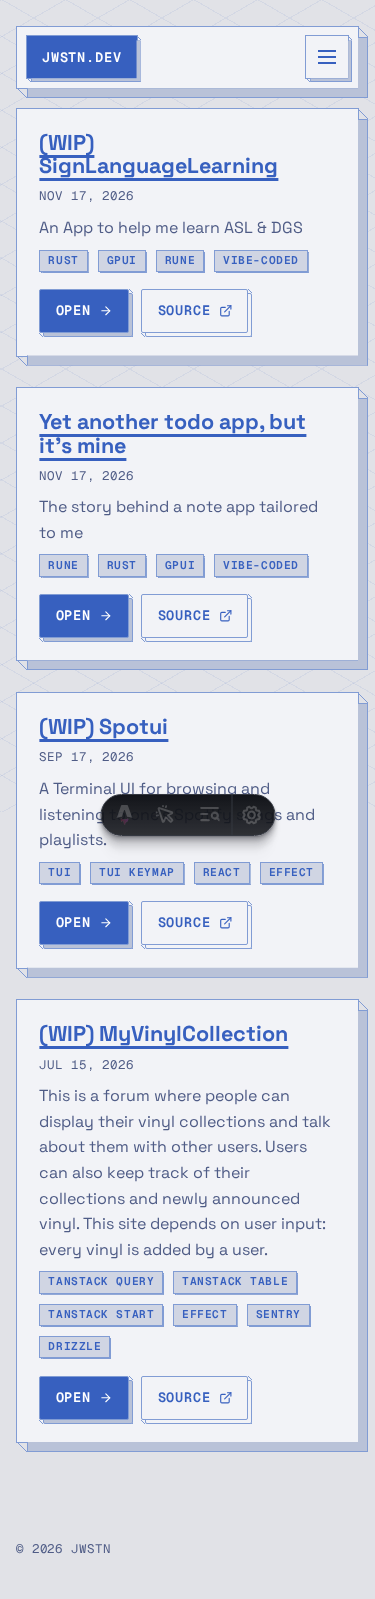 JWSTN.DEV
(WIP)
SignLanguageLearning
NOV 17, 2026
An App to help me learn ASL & DGS
RUST GPUI RUNE VIBE-CODED
OPEN → SOURCE
Yet another todo app, but
it's mine
NOV 17, 2026
The story behind a note app tailored
to me
RUNE RUST GPUI VIBE-CODED
OPEN → SOURCE
(WIP) Spotui
SEP 17, 2026
A Terminal UI for browsing and
listening and
playlists.
TUI TUI KEYMAP REACT EFFECT
OPEN → SOURCE
(WIP) MyVinylCollection
JUL 15, 2026
This is a forum where people can
display their vinyl collections and talk
about them with other users. Users
can also keep track of their
collections and newly announced
vinyl. This site depends on user input:
every vinyl is added by a user.
TANSTACK QUERY TANSTACK TABLE
TANSTACK START EFFECT SENTRY
DRIZZLE
OPEN → SOURCE
© 2026 JWSTN